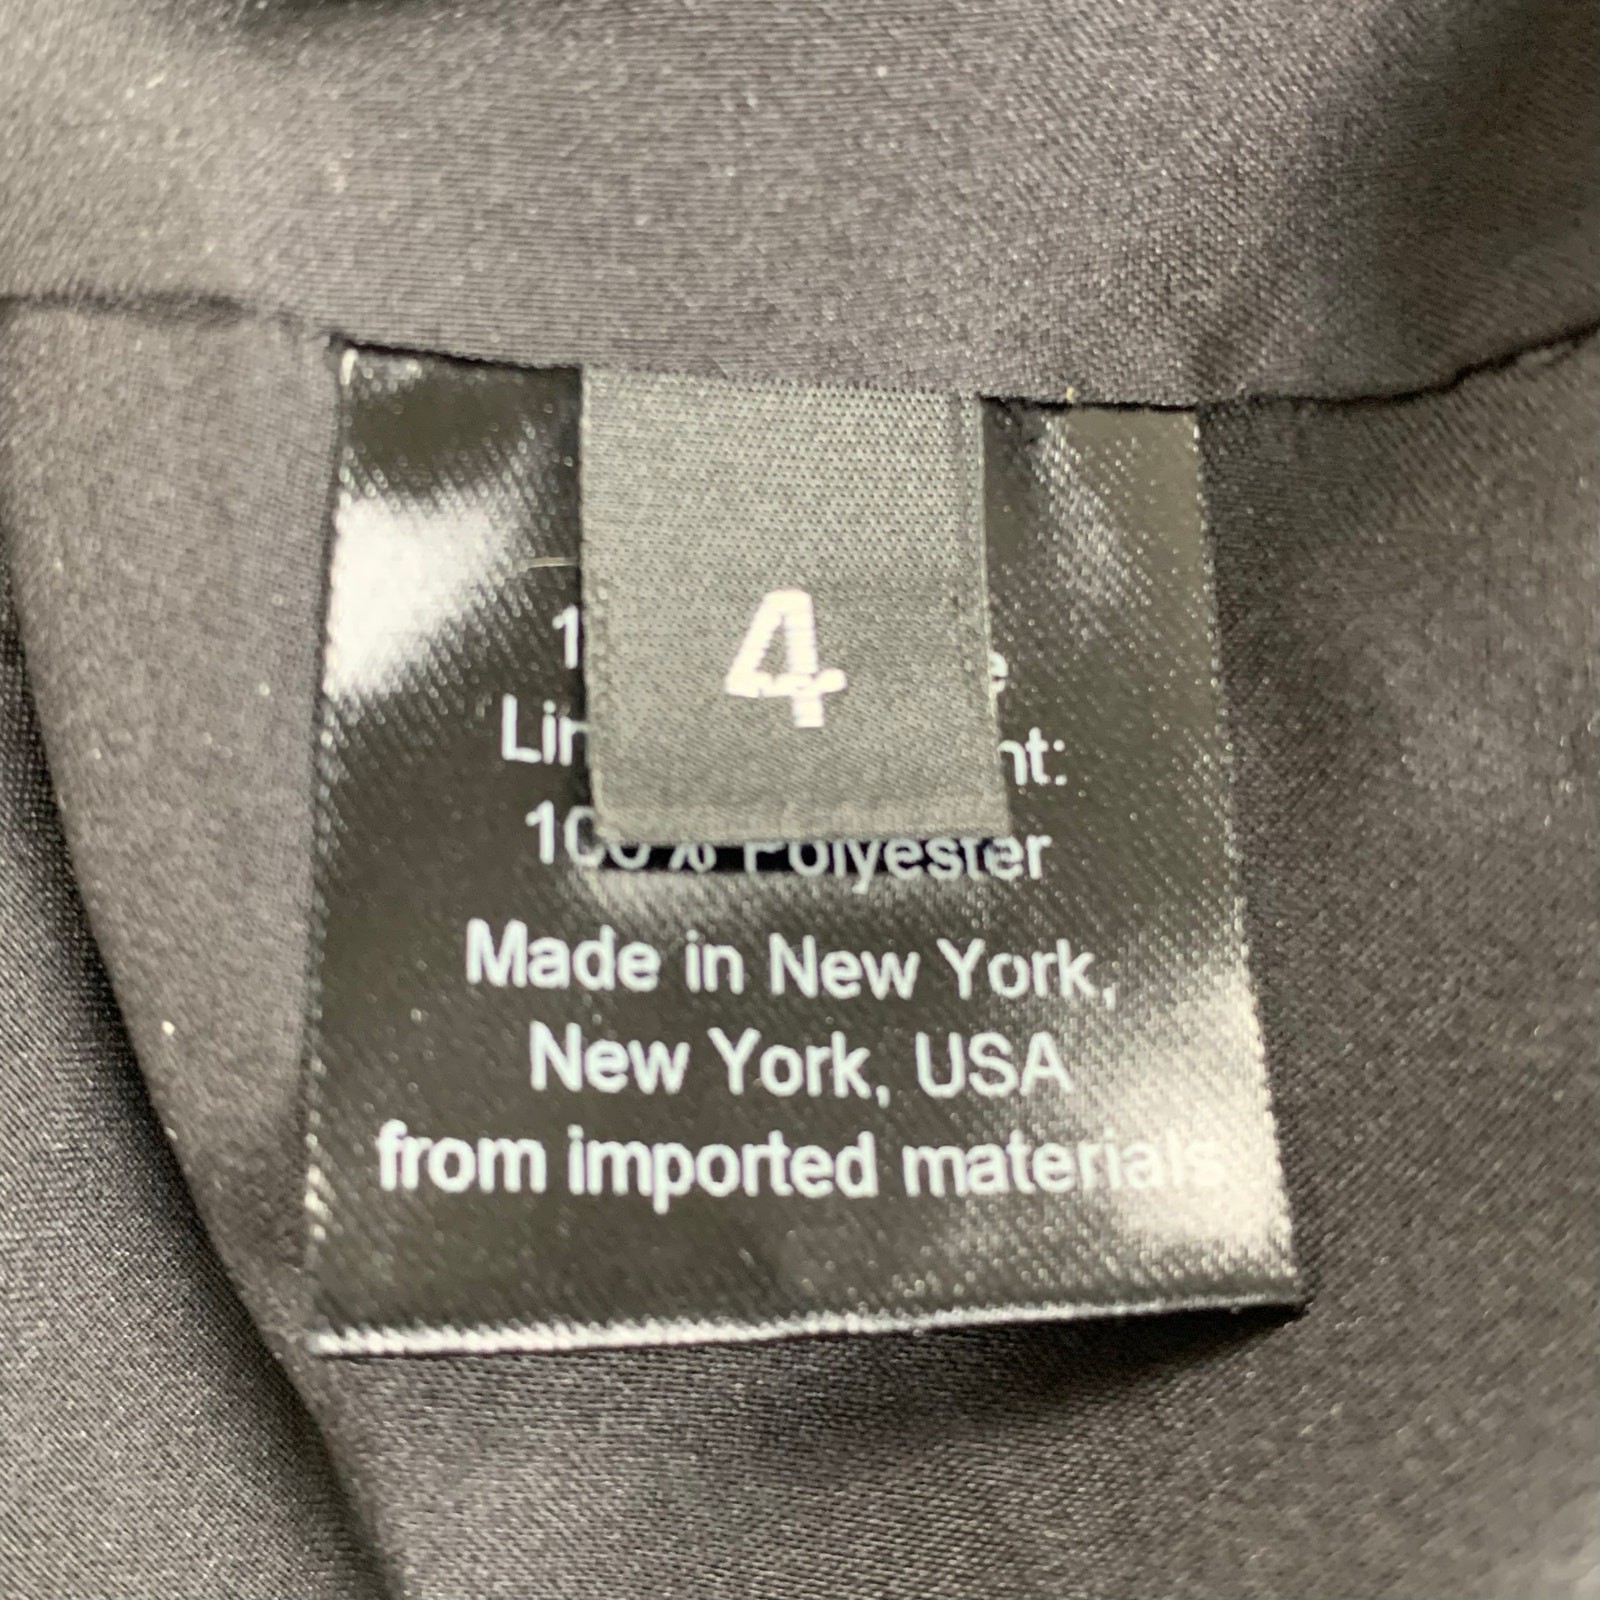 4
100% Polyester
Made in New York,
New York, USA
from imported materials